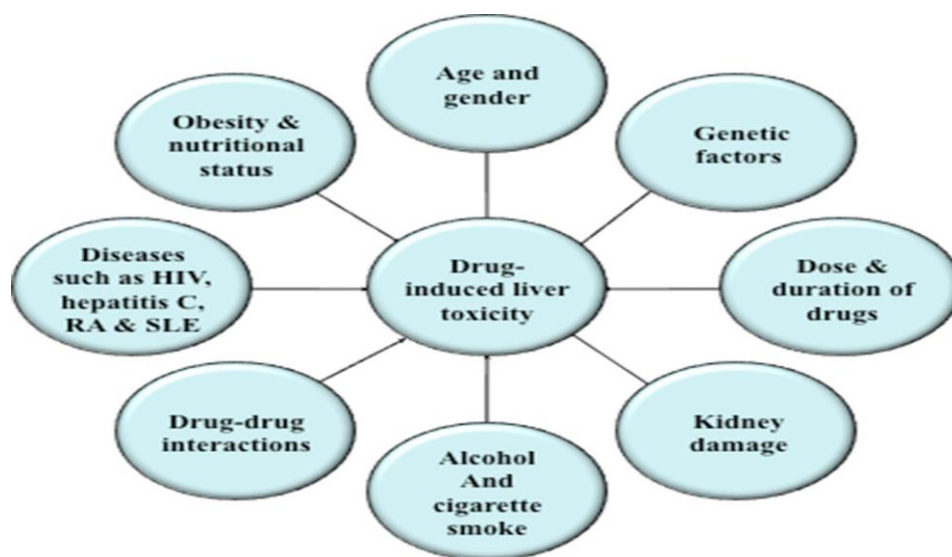 Age and
gender
Obesity &
nutritional
status
Genetic
factors
Diseases
such as HIV,
hepatitis C,
RA & SLE
Drug-
induced liver
toxicity
Dose &
duration of
drugs
Drug-drug
interactions
Kidney
damage
Alcohol
And
cigarette
smoke